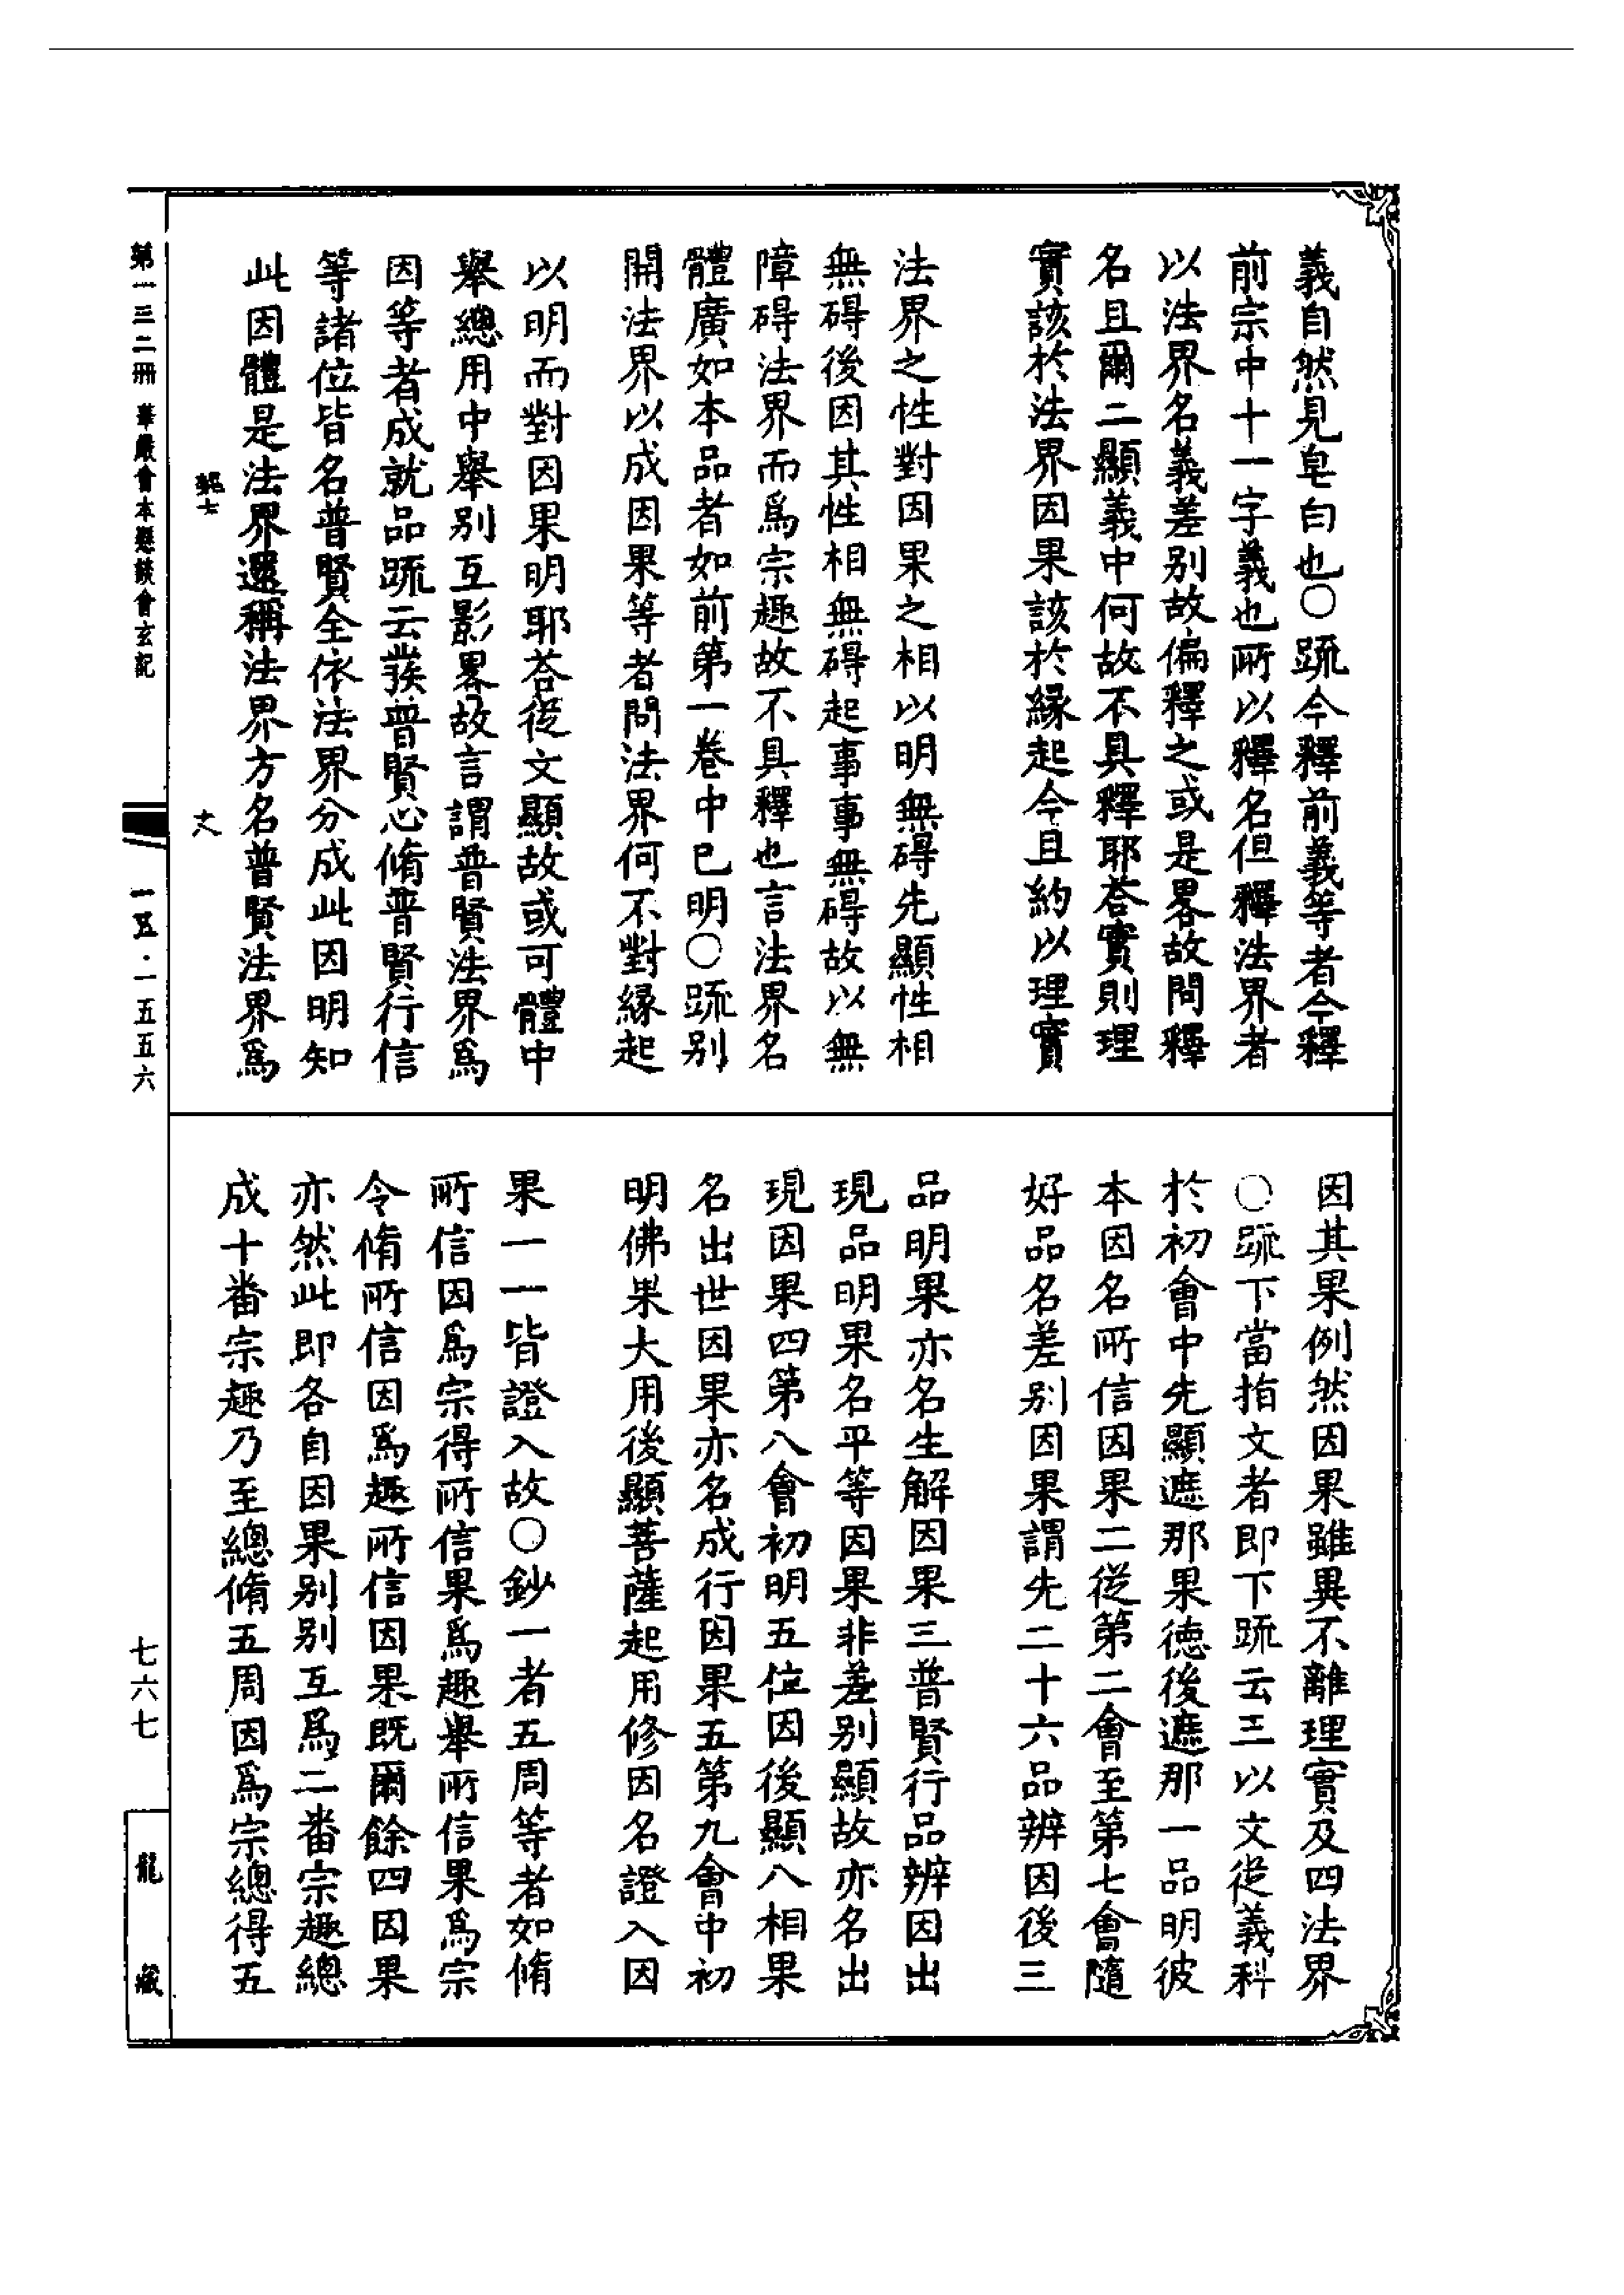 義自然見皂白也○䟽今釋前義等者今釋
前宗中十一字義也所以釋名但釋法界者
以法界名義差别故偏釋之或是畧故問釋
名且爾二顯義中何故不具釋耶荅實則理
實該於法界因果該於縁起今且約以理實
法界之性對因果之相以明無碍先顯性相
無碍後因其性相無碍起事事無碍故以無
障碍法界而爲宗趣故不具釋也言法界名
體廣如本品者如前第一卷中已明○䟽别
開法界以成因果等者問法界何不對縁起
以明而對因果明耶荅從文顯故或可體中
舉總用中舉别互影畧故言謂普賢法界爲
因等者成就品䟽云發普賢心脩普賢行信
等諸位皆名普賢全依法界分成此因明知
此因體是法界還稱法界方名普賢法界爲
因其果例然因果雖異不離理實及四法界
○䟽下當指文者即下䟽云三以文從義科
於初會中先顯遮那果德後遮那一品明彼
本因名所信因果二從第二會至第七會隨
好品名差别因果謂先二十六品辨因後三
品明果亦名生解因果三普賢行品辨因出
現品明果名平等因果非差别顯故亦名出
現因果四第八會初明五位因後顯八相果
名出世因果亦名成行因果五第九會中初
明佛果大用後顯菩薩起用修因名證入因
果一一皆證入故○鈔一者五周等者如脩
所信因爲宗得所信果爲趣舉所信果爲宗
令脩所信因爲趣所信因果既爾餘四因果
亦然此即各自因果别别互爲二番宗趣總
成十番宗趣乃至總脩五周因爲宗總得五
第一三二冊 華嚴會本懸談會玄記
一五·一五五六
七六七
龍藏